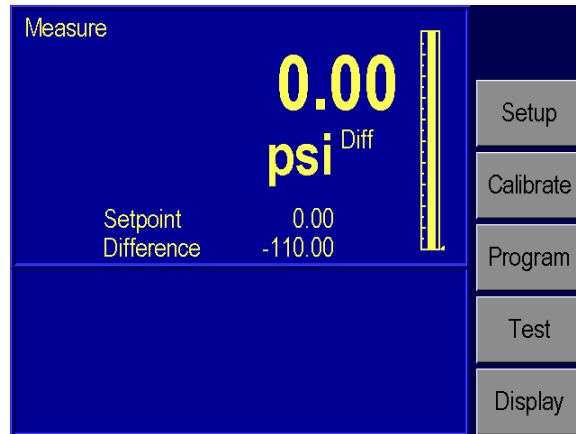 Measure
0.00
psi Diff
Setpoint 0.00
Difference -110.00
Setup
Calibrate
Program
Test
Display